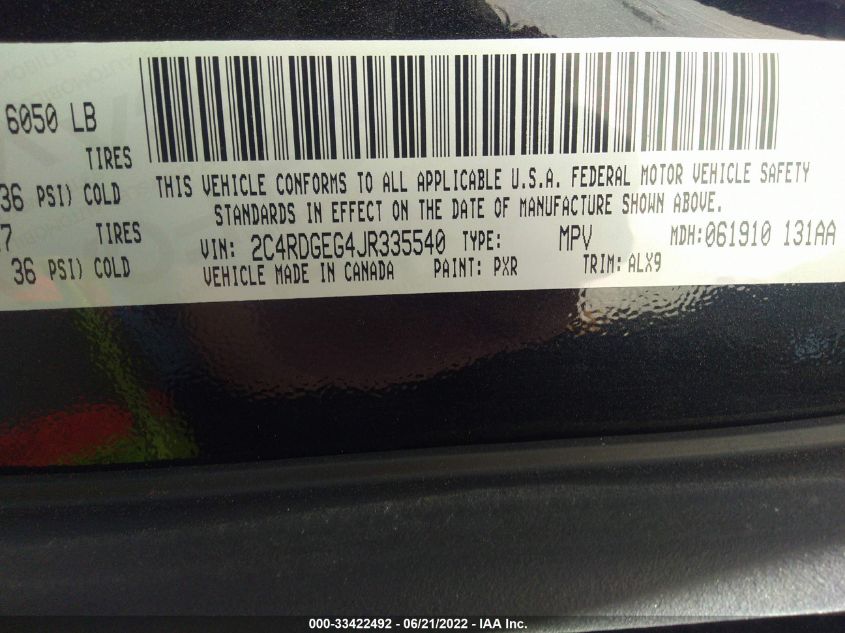 6050 LB
TIRES
36 PSI) COLD
THIS VEHICLE CONFORMS TO ALL APPLICABLE U.S.A. FEDERAL MOTOR VEHICLE SAFETY
STANDARDS IN EFFECT ON THE DATE OF MANUFACTURE SHOWN ABOVE.
7 TIRES
VIN: 2C4RDGEG4JR335540 TYPE: MPV MDH:061910 131AA
36 PSI) COLD
VEHICLE MADE IN CANADA PAINT: PXR TRIM: ALX9
000-33422492 - 06/21/2022 - IAA Inc.